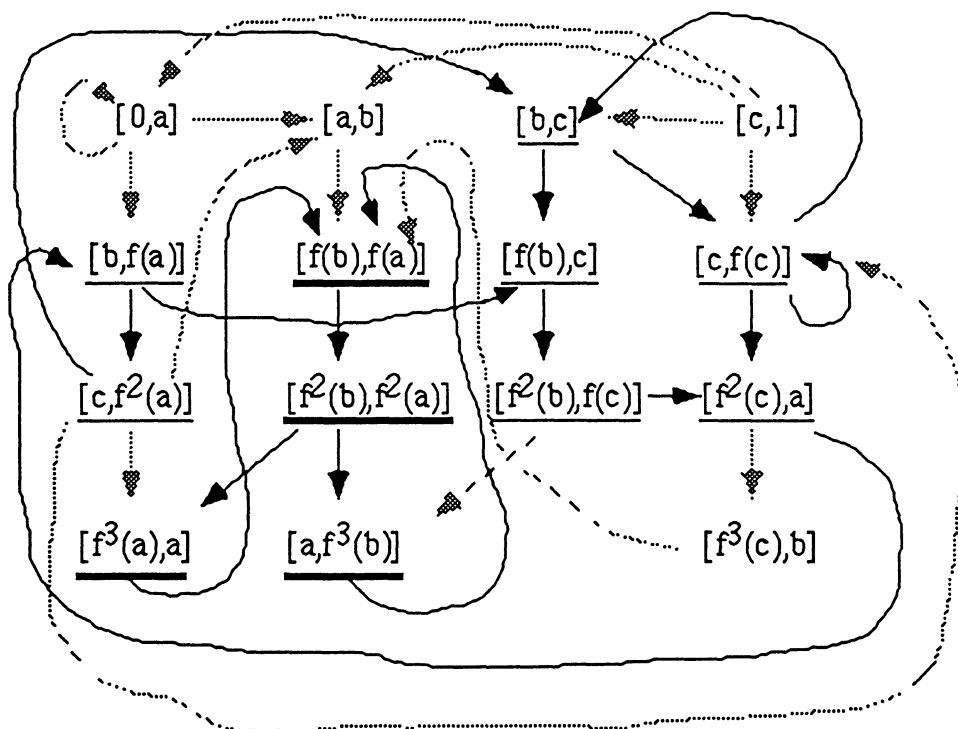 [0,a] [a,b] [b,c] [c,1]
[b,f(a)] [f(b),f(a)] [f(b),c] [c,f(c)]
[c,f²(a)] [f²(b),f²(a)] [f²(b),f(c)] [f²(c),a]
[f³(a),a] [a,f³(b)] [f³(c),b]